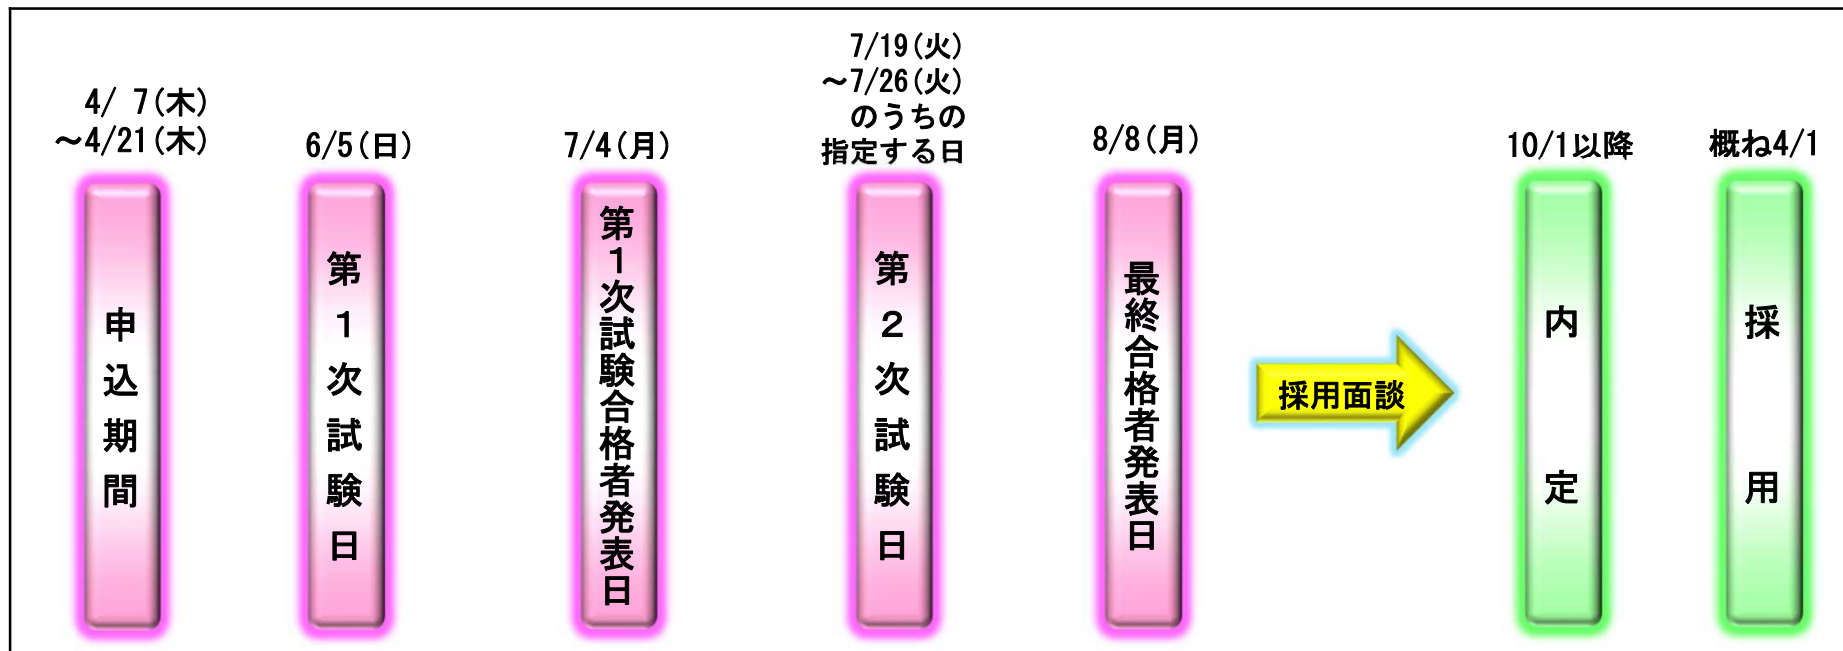 4/ 7(木)
～4/21(木)
申込期間
6/5(日)
第1次試験日
7/4(月)
第1次試験合格者発表日
7/19(火)
～7/26(火)
のうちの
指定する日
第2次試験日
8/8(月)
最終合格者発表日
採用面談
10/1以降
内定
概ね4/1
採用